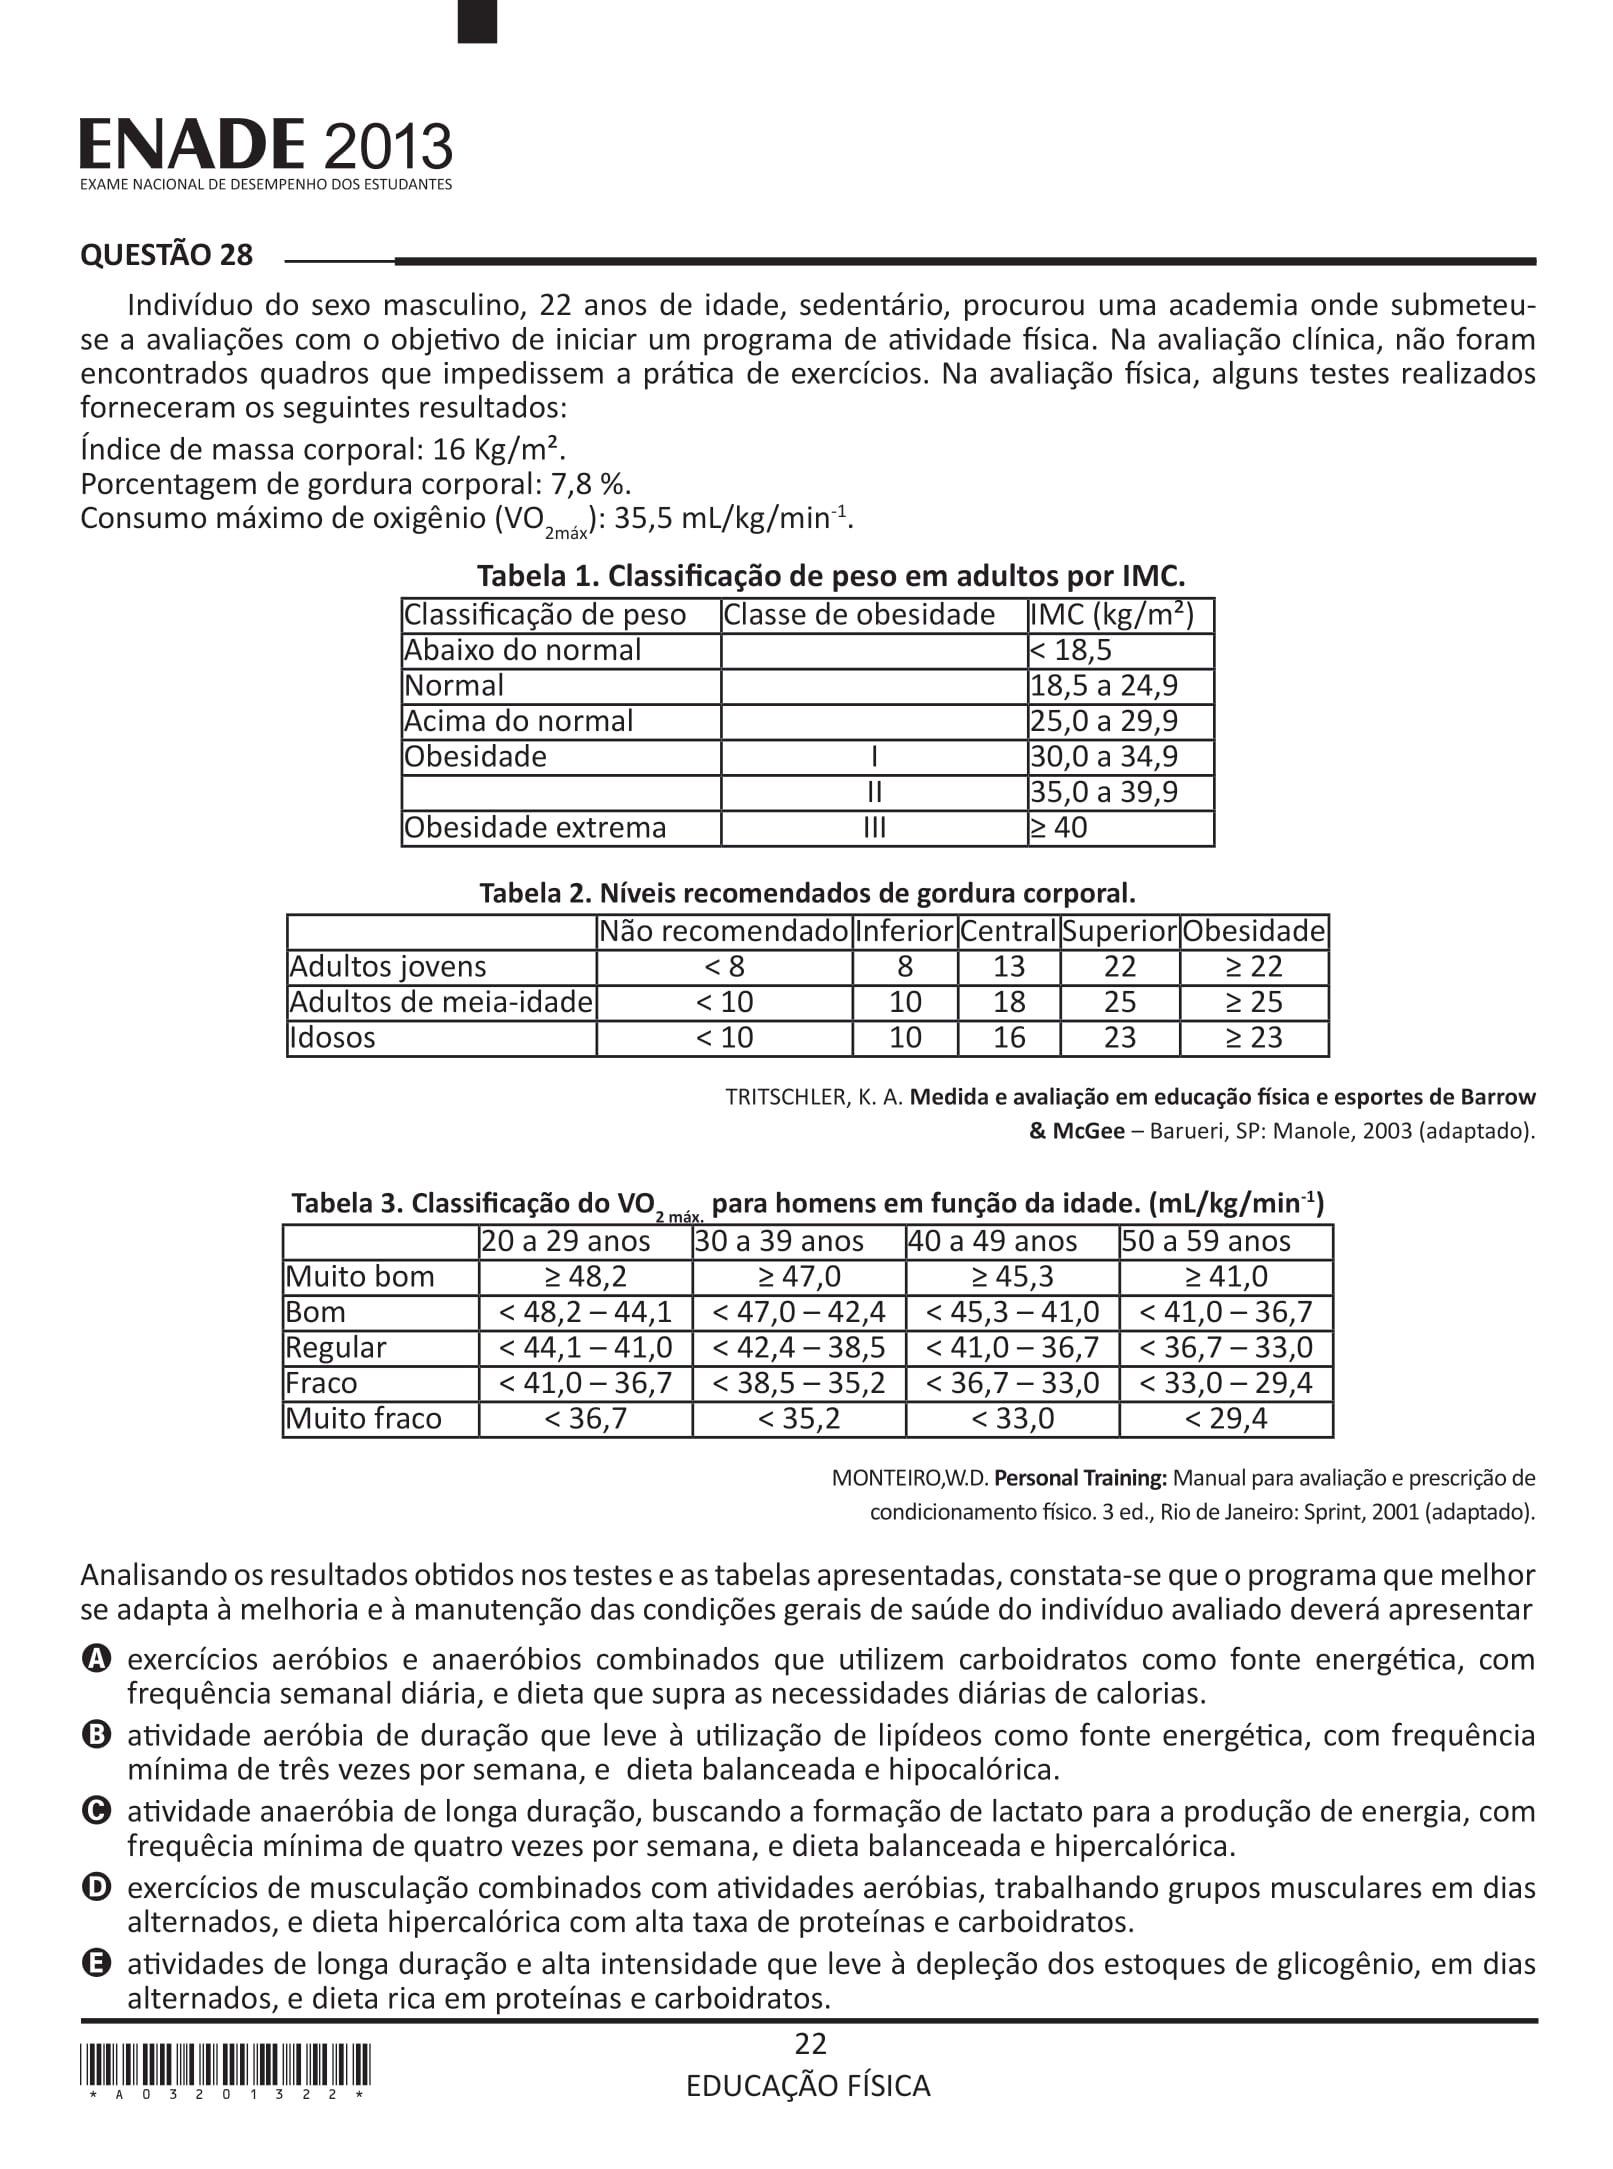 ENADE 2013
EXAME NACIONAL DE DESEMPENHO DOS ESTUDANTES
QUESTÃO 28
Indivíduo do sexo masculino, 22 anos de idade, sedentário, procurou uma academia onde submeteu-
se a avaliações com o objetivo de iniciar um programa de atividade física. Na avaliação clínica, não foram
encontrados quadros que impedissem a prática de exercícios. Na avaliação física, alguns testes realizados
forneceram os seguintes resultados:
Índice de massa corporal: 16 Kg/m².
Porcentagem de gordura corporal: 7,8 %.
Consumo máximo de oxigênio (VO2máx): 35,5 mL/kg/min-1.
Tabela 1. Classificação de peso em adultos por IMC.
Classificação de peso Classe de obesidade IMC (kg/m²)
Abaixo do normal < 18,5
Normal 18,5 a 24,9
Acima do normal 25,0 a 29,9
Obesidade I 30,0 a 34,9
II 35,0 a 39,9
Obesidade extrema III ≥ 40
Tabela 2. Níveis recomendados de gordura corporal.
Não recomendado Inferior Central Superior Obesidade
Adultos jovens < 8 8 13 22 ≥ 22
Adultos de meia-idade < 10 10 18 25 ≥ 25
Idosos < 10 10 16 23 ≥ 23
TRITSCHLER, K. A. Medida e avaliação em educação física e esportes de Barrow
& McGee – Barueri, SP: Manole, 2003 (adaptado).
Tabela 3. Classificação do VO2 máx. para homens em função da idade. (mL/kg/min-1)
20 a 29 anos 30 a 39 anos 40 a 49 anos 50 a 59 anos
Muito bom ≥ 48,2 ≥ 47,0 ≥ 45,3 ≥ 41,0
Bom < 48,2 – 44,1 < 47,0 – 42,4 < 45,3 – 41,0 < 41,0 – 36,7
Regular < 44,1 – 41,0 < 42,4 – 38,5 < 41,0 – 36,7 < 36,7 – 33,0
Fraco < 41,0 – 36,7 < 38,5 – 35,2 < 36,7 – 33,0 < 33,0 – 29,4
Muito fraco < 36,7 < 35,2 < 33,0 < 29,4
MONTEIRO,W.D. Personal Training: Manual para avaliação e prescrição de
condicionamento físico. 3 ed., Rio de Janeiro: Sprint, 2001 (adaptado).
Analisando os resultados obtidos nos testes e as tabelas apresentadas, constata-se que o programa que melhor
se adapta à melhoria e à manutenção das condições gerais de saúde do indivíduo avaliado deverá apresentar
A exercícios aeróbios e anaeróbios combinados que utilizem carboidratos como fonte energética, com
frequência semanal diária, e dieta que supra as necessidades diárias de calorias.
B atividade aeróbia de duração que leve à utilização de lipídeos como fonte energética, com frequência
mínima de três vezes por semana, e dieta balanceada e hipocalórica.
C atividade anaeróbia de longa duração, buscando a formação de lactato para a produção de energia, com
frequêcia mínima de quatro vezes por semana, e dieta balanceada e hipercalórica.
D exercícios de musculação combinados com atividades aeróbias, trabalhando grupos musculares em dias
alternados, e dieta hipercalórica com alta taxa de proteínas e carboidratos.
E atividades de longa duração e alta intensidade que leve à depleção dos estoques de glicogênio, em dias
alternados, e dieta rica em proteínas e carboidratos.
22
EDUCAÇÃO FÍSICA
* A 0 3 2 0 1 3 2 2 *